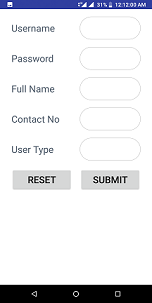 31% 12:12:00 AM
Username
Password
Full Name
Contact No
User Type
RESET SUBMIT